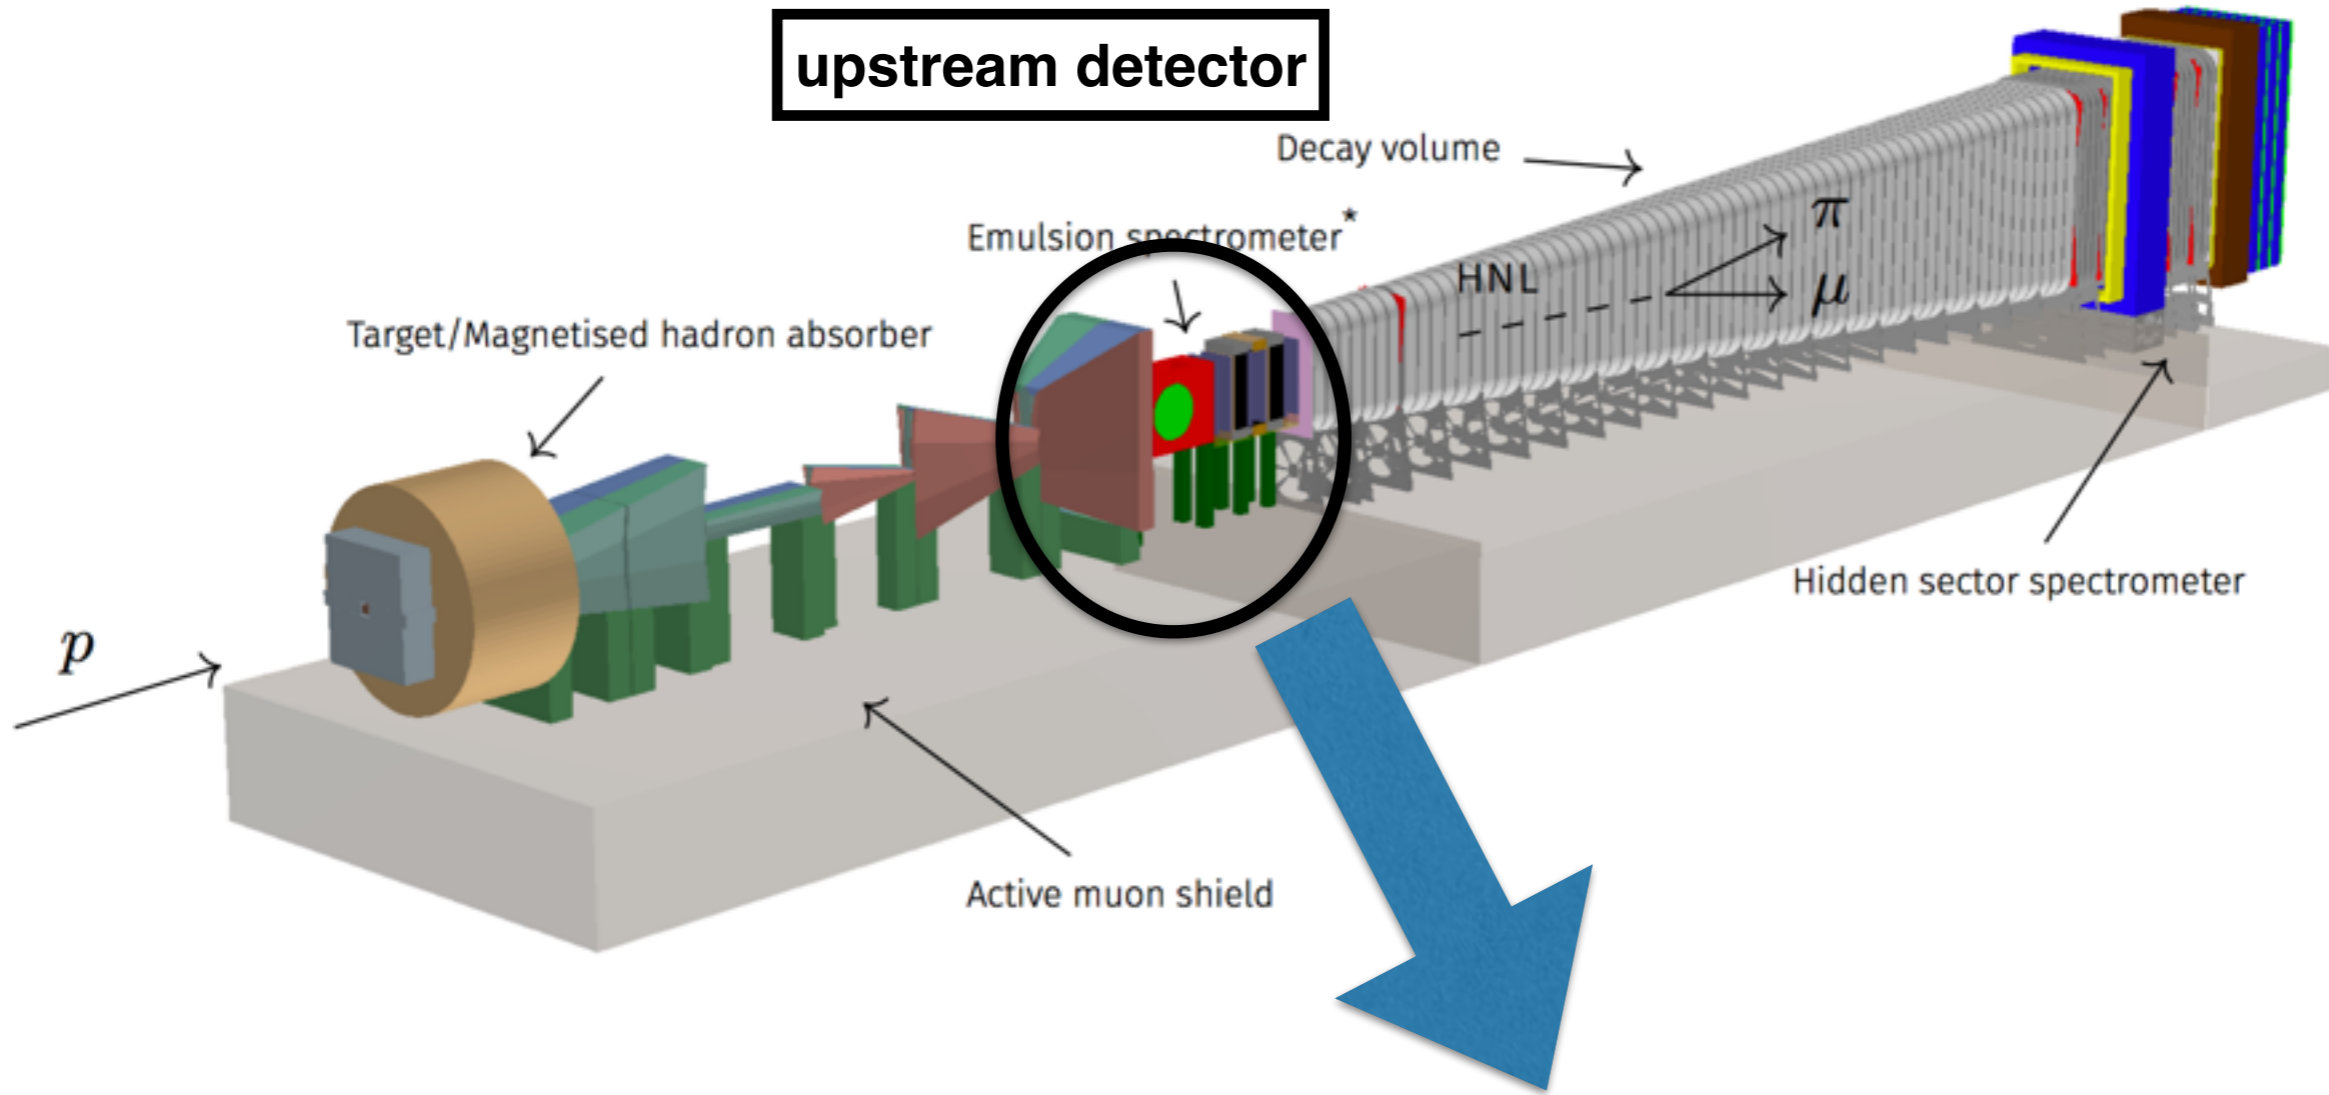 upstream detector
Decay volume
Emulsion spectrometer*
π
HNL
μ
Target/Magnetised hadron absorber
Hidden sector spectrometer
p
Active muon shield